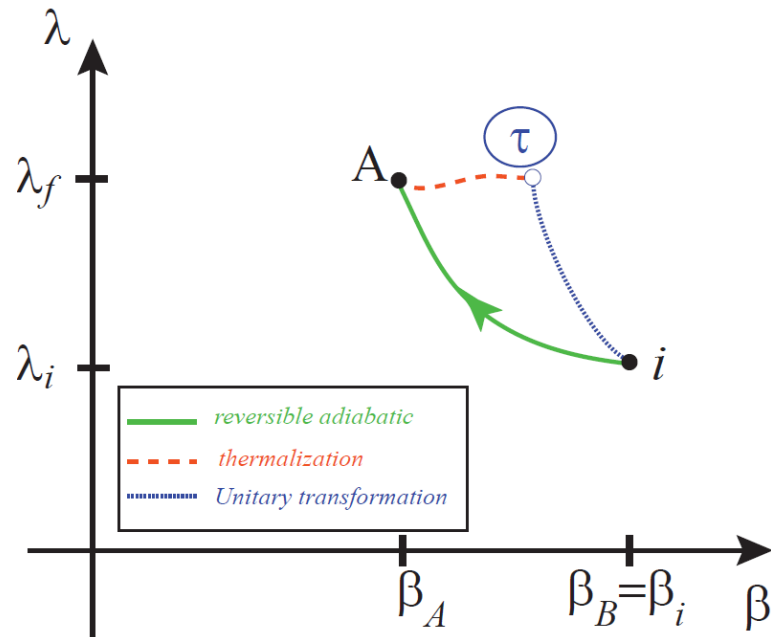 λ
τ
A
λ_f
λ_i
i
reversible adiabatic
thermalization
Unitary transformation
β_A
β_B=β_i
β